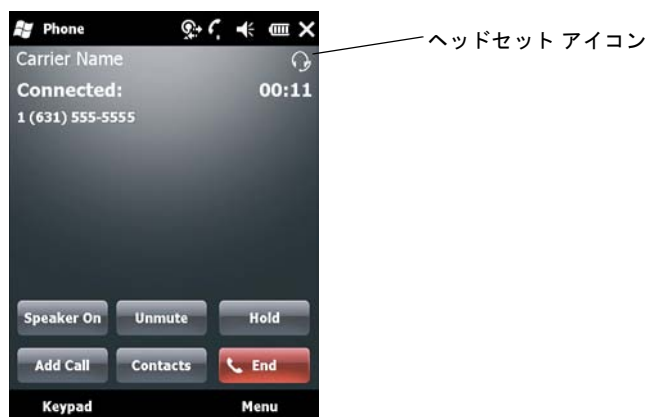 Phone
ヘッドセット アイコン
Carrier Name
Connected: 00:11
1 (631) 555-5555
Speaker On Unmute Hold
Add Call Contacts End
Keypad Menu